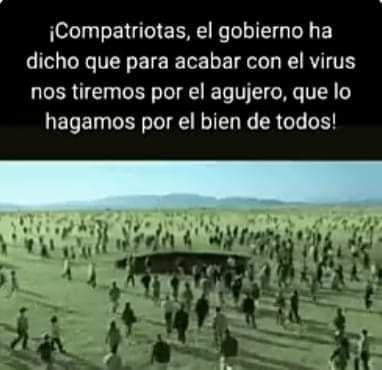 ¡Compatriotas, el gobierno ha
dicho que para acabar con el virus
nos tiremos por el agujero, que lo
hagamos por el bien de todos!